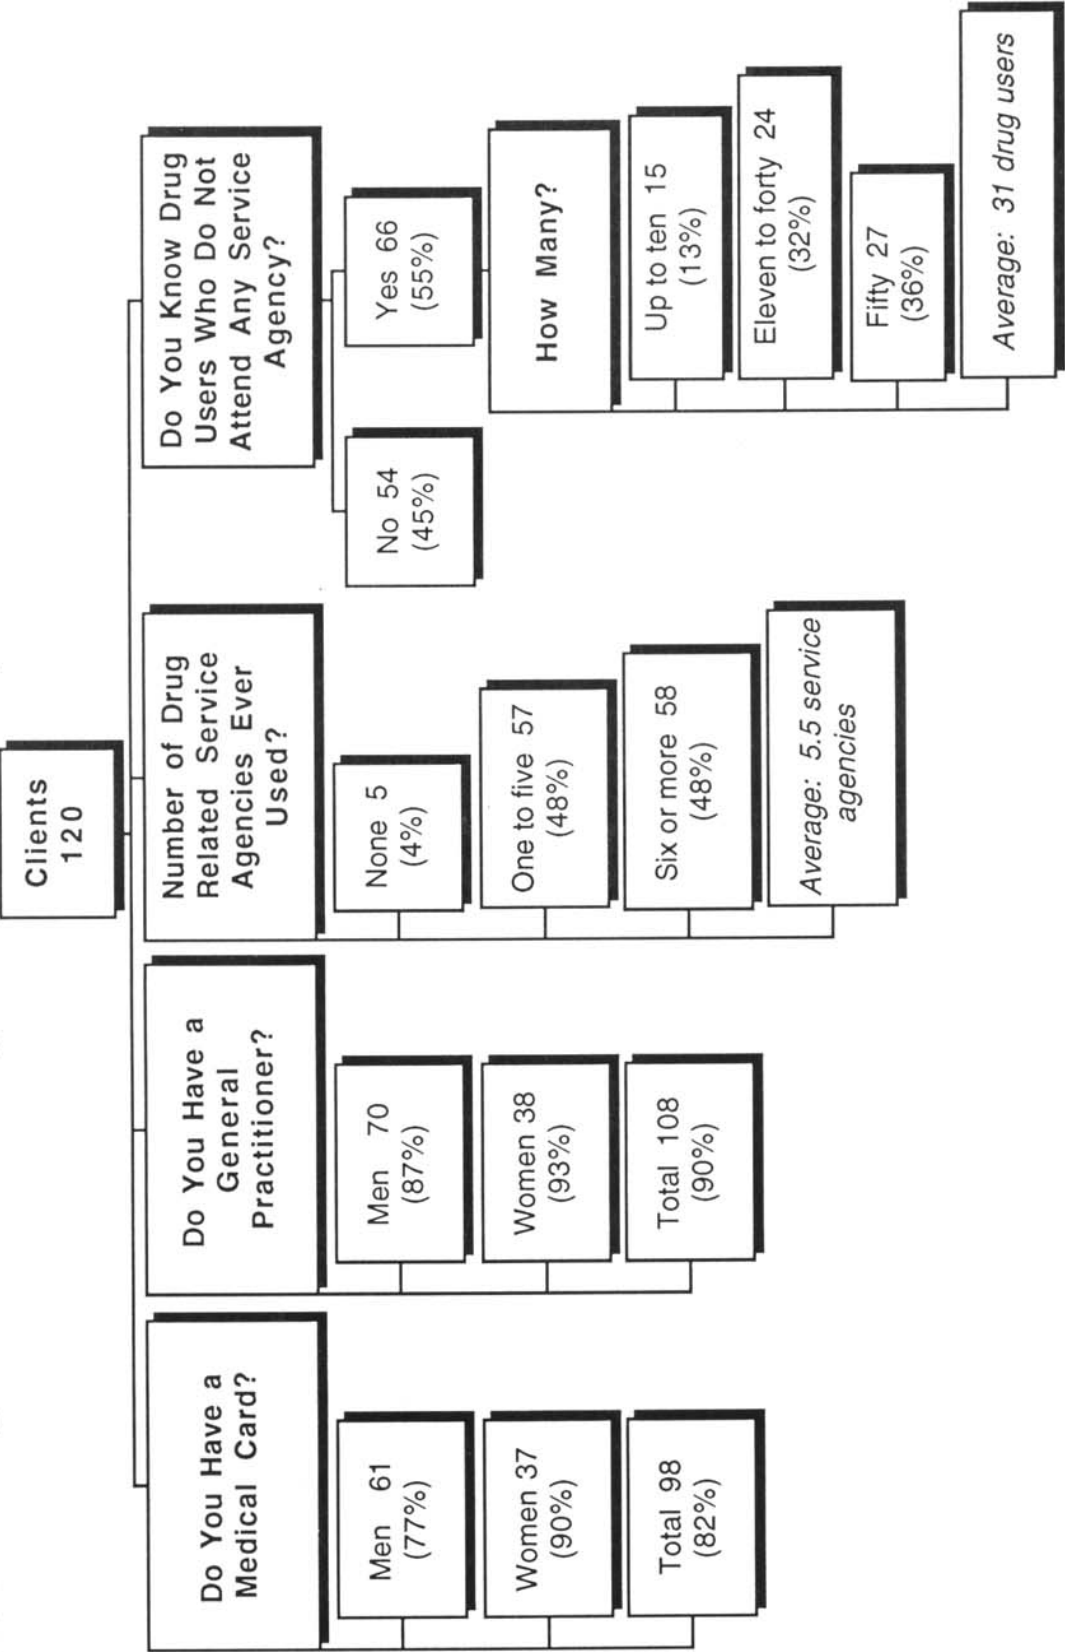 Clients
120
Do You Have a
Medical Card?
Men 61
(77%)
Women 37
(90%)
Total 98
(82%)
Do You Have a
General
Practitioner?
Men 70
(87%)
Women 38
(93%)
Total 108
(90%)
Number of Drug
Related Service
Agencies Ever
Used?
None 5
(4%)
One to five 57
(48%)
Six or more 58
(48%)
Average: 5.5 service
agencies
Do You Know Drug
Users Who Do Not
Attend Any Service
Agency?
No 54
(45%)
Yes 66
(55%)
How Many?
Up to ten 15
(13%)
Eleven to forty 24
(32%)
Fifty 27
(36%)
Average: 31 drug users